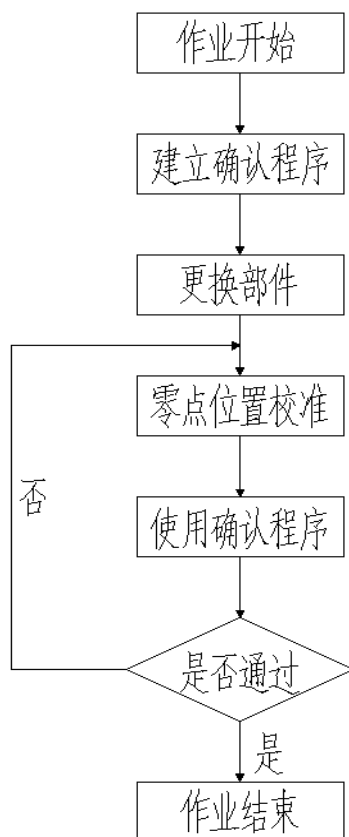 作业开始
建立确认程序
更换部件
零点位置校准
否
使用确认程序
是否通过
是
作业结束